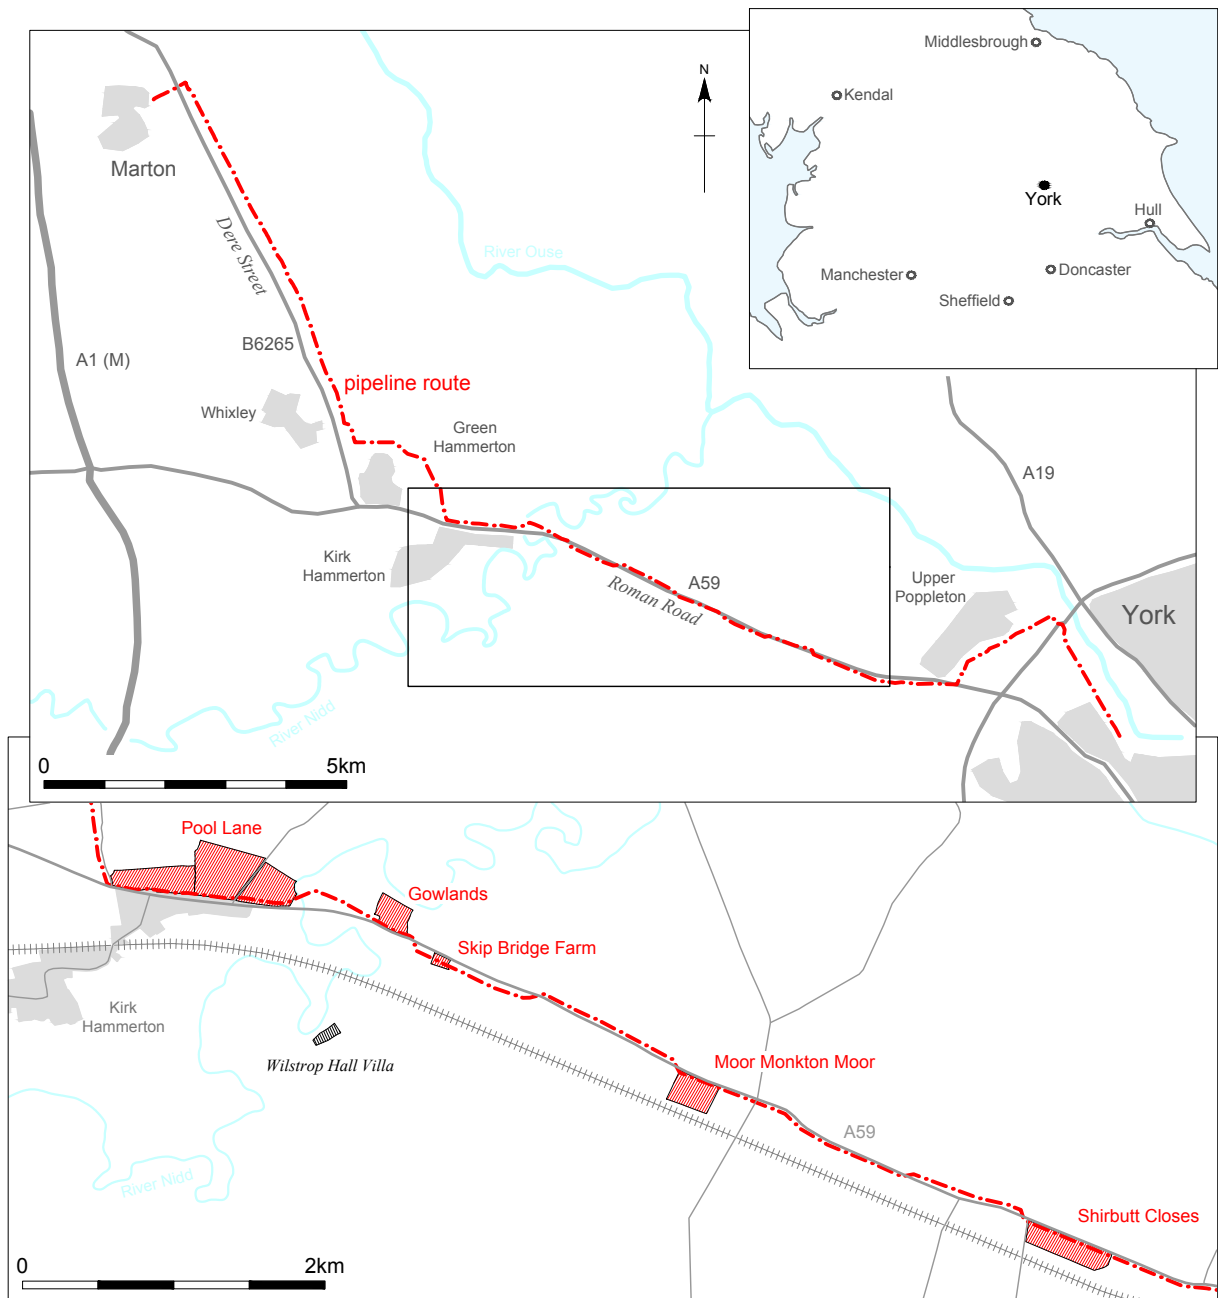 Middlesbrough
Kendal
York
Hull
Manchester
Doncaster
Sheffield
N
Marton
Dere Street
River Ouse
A1 (M)
B6265
pipeline route
Whixley
Green
Hammerton
A19
Kirk
Hammerton
A59
Roman Road
Upper
Poppleton
York
River Nidd
0
5km
Pool Lane
Gowlands
Skip Bridge Farm
Kirk
Hammerton
Wilstrop Hall Villa
Moor Monkton Moor
A59
River Nidd
Shirbutt Closes
0
2km